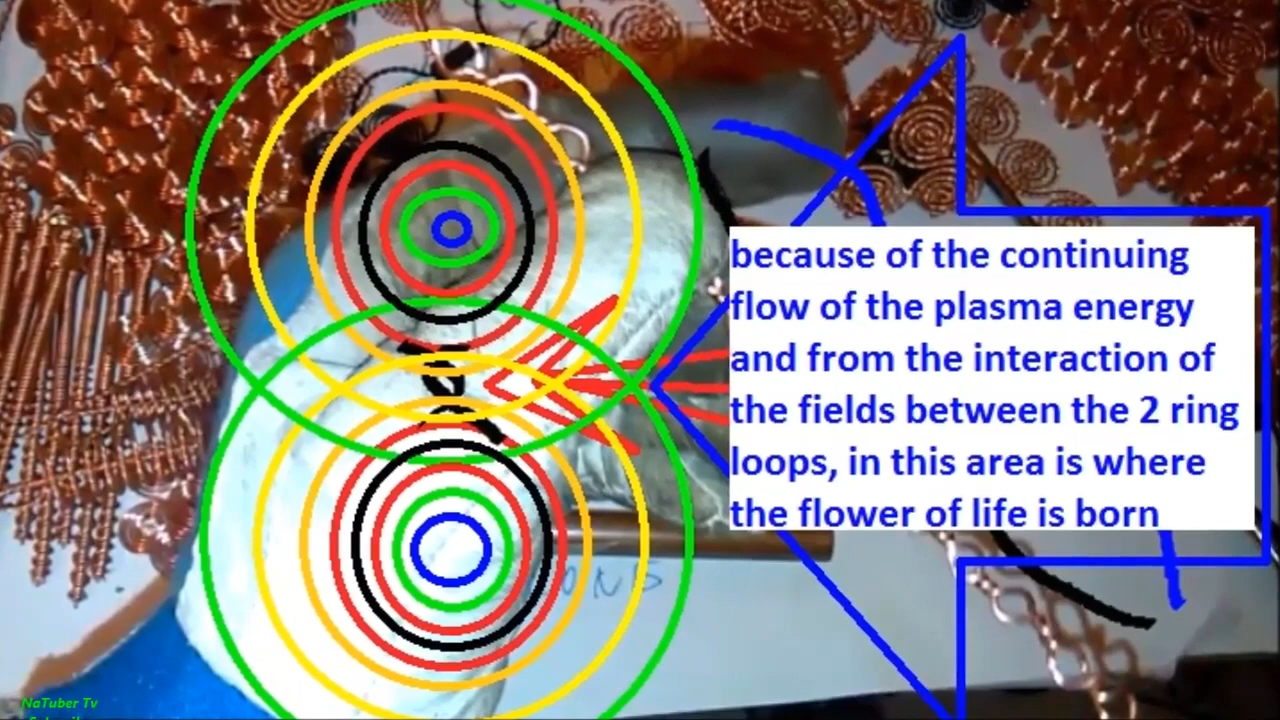 because of the continuing
flow of the plasma energy
and from the interaction of
the fields between the 2 ring
loops, in this area is where
the flower of life is born
ONS
NaTuber Tv